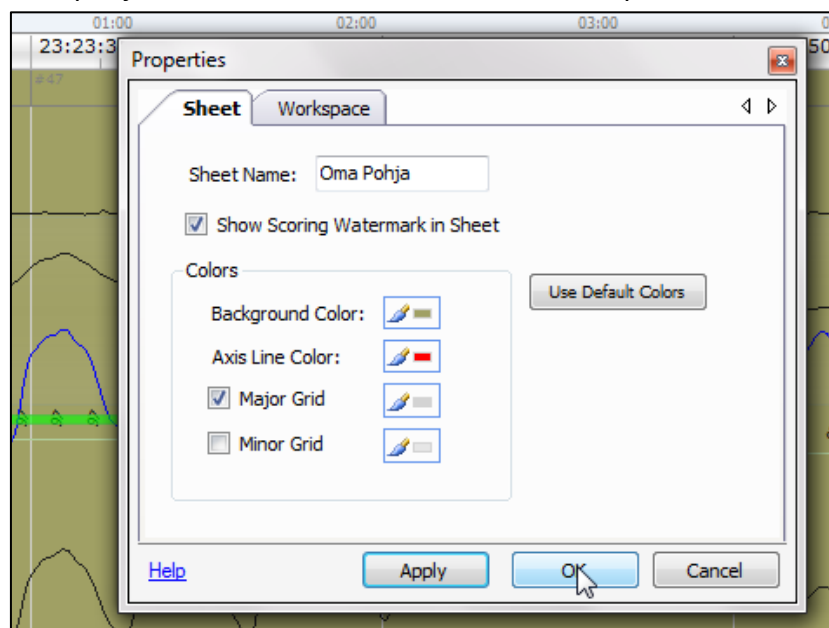 01:00 02:00 03:00
23:23:3
#47
Properties
Sheet Workspace
Sheet Name: Oma Pohja
Show Scoring Watermark in Sheet
Colors
Use Default Colors
Background Color:
Axis Line Color:
Major Grid
Minor Grid
Help Apply OK Cancel